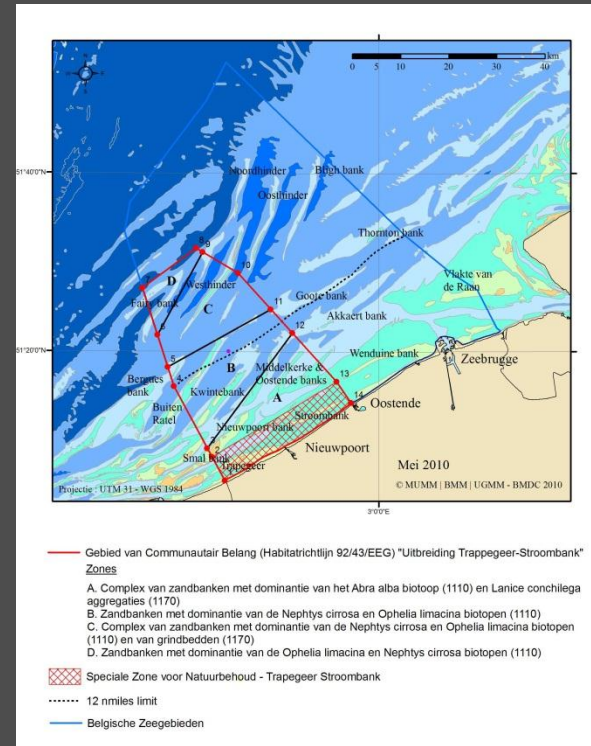 km
0 5 10 20 30 40
51°40'0"N
Noordhinder
Bligh bank
Oosthinder
Thornton bank
8
9
Vlakte van
de Raan
D
Westhinder
10
7
Fairy bank
C
Goote bank
11
Akkaert bank
12
6
51°20'0"N
Wenduine bank
Zeebrugge
5
B
Middelkerke &
Oostende banks
13
Bergues
bank
4
Kwintebank
A
14
Oostende
Buiten
Ratel
Stroombank
Nieuwpoort bank
3
2
Nieuwpoort
Smal bank
Trapegeer
1
Mei 2010
Projectie : UTM 31 - WGS 1984
© MUMM | BMM | UGMM - BMDC 2010
3°0'0"E
Gebied van Communautair Belang (Habitatrichtlijn 92/43/EEG) "Uitbreiding Trappegeer-Stroombank"
Zones
A. Complex van zandbanken met dominantie van het Abra alba biotoop (1110) en Lanice conchilega
aggregaties (1170)
B. Zandbanken met dominantie van de Nephtys cirrosa en Ophelia limacina biotopen (1110)
C. Complex van zandbanken met dominantie van de Nephtys cirrosa en Ophelia limacina biotopen
(1110) en van grindbedden (1170)
D. Zandbanken met dominantie van de Ophelia limacina en Nephtys cirrosa biotopen (1110)
Speciale Zone voor Natuurbehoud - Trapegeer Stroombank
12 nmiles limit
Belgische Zeegebieden